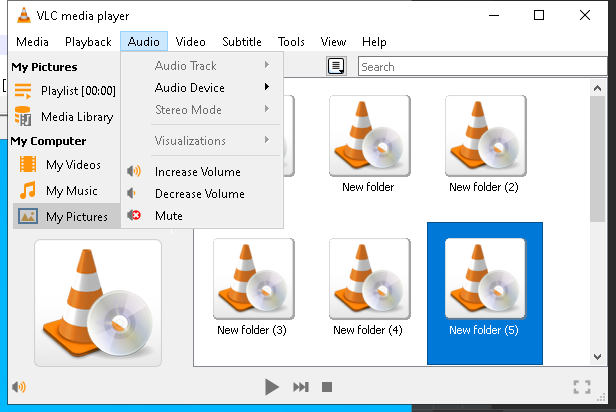 VLC media player
Media Playback Audio Video Subtitle Tools View Help
My Pictures
Playlist [00:00]
Media Library
My Computer
My Videos
My Music
My Pictures
Audio Track
Audio Device
Stereo Mode
Visualizations
Increase Volume
Decrease Volume
Mute
Search
New folder
New folder (2)
New folder (3)
New folder (4)
New folder (5)